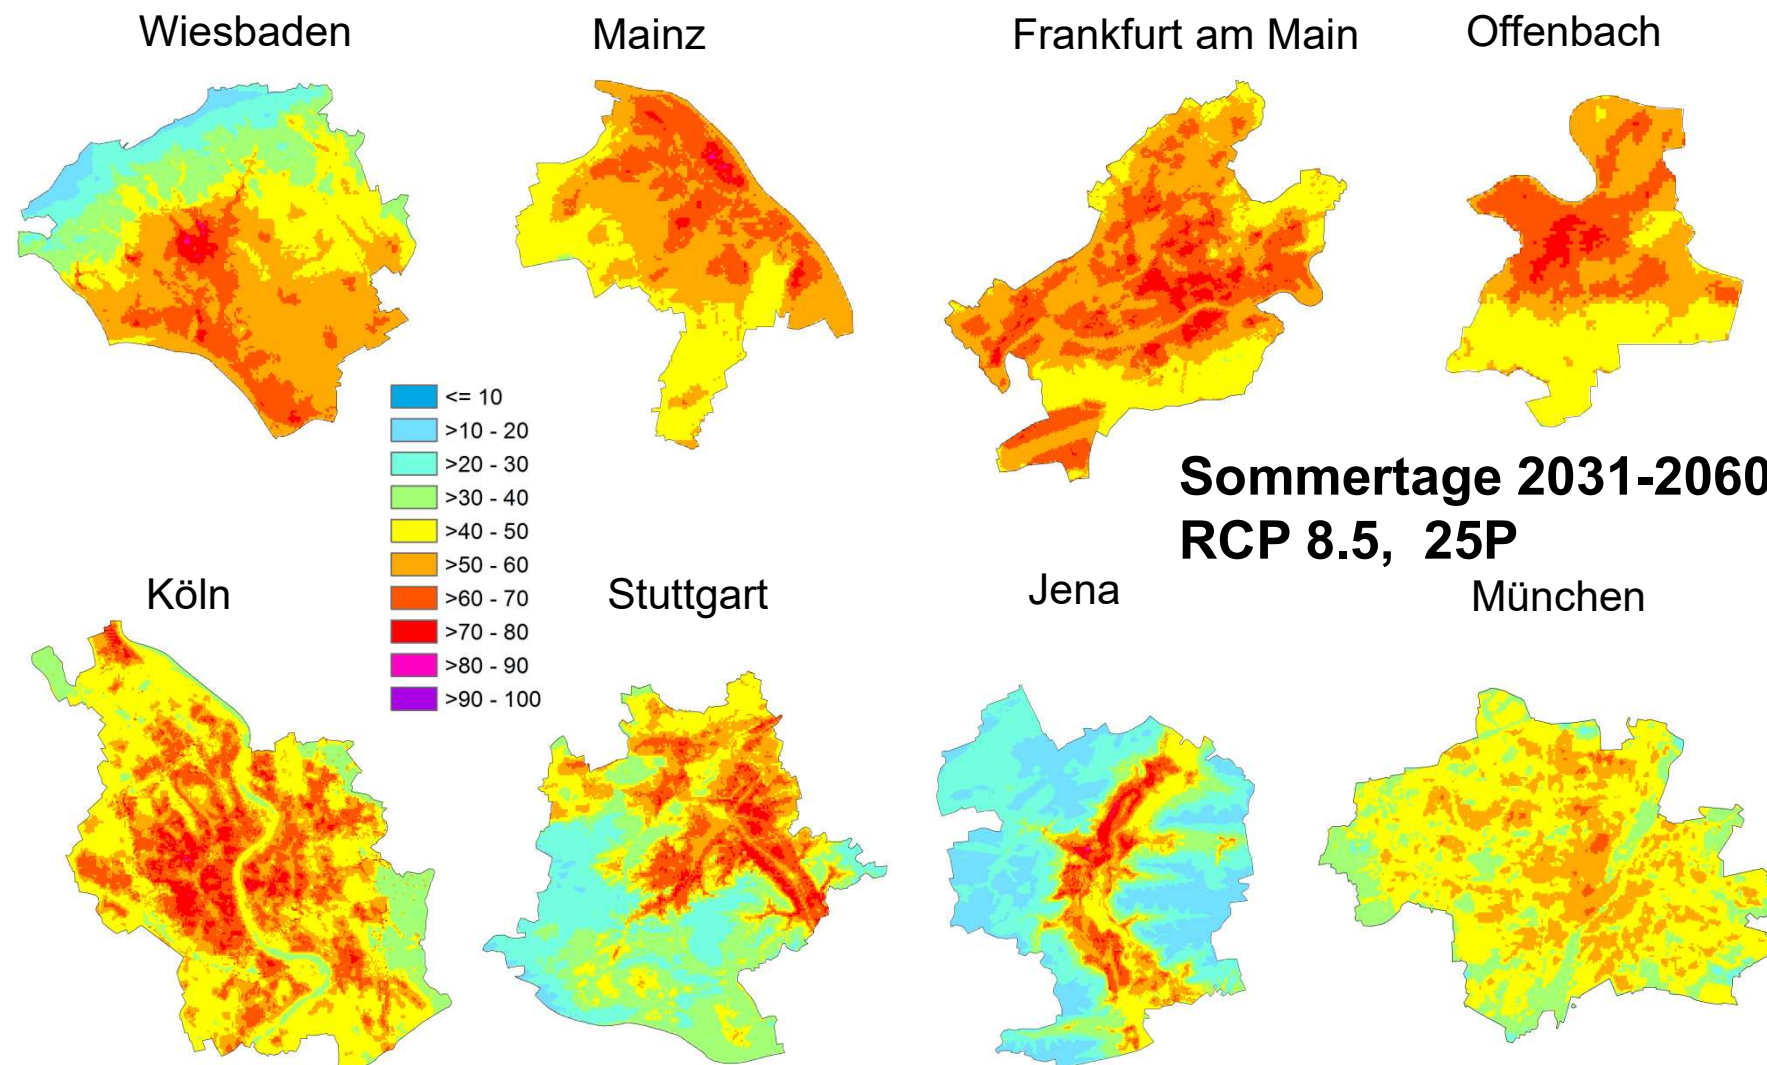 Wiesbaden
Mainz
Frankfurt am Main
Offenbach
<= 10
>10 - 20
>20 - 30
>30 - 40
>40 - 50
>50 - 60
>60 - 70
>70 - 80
>80 - 90
>90 - 100
Sommertage 2031-2060
RCP 8.5, 25P
Köln
Stuttgart
Jena
München